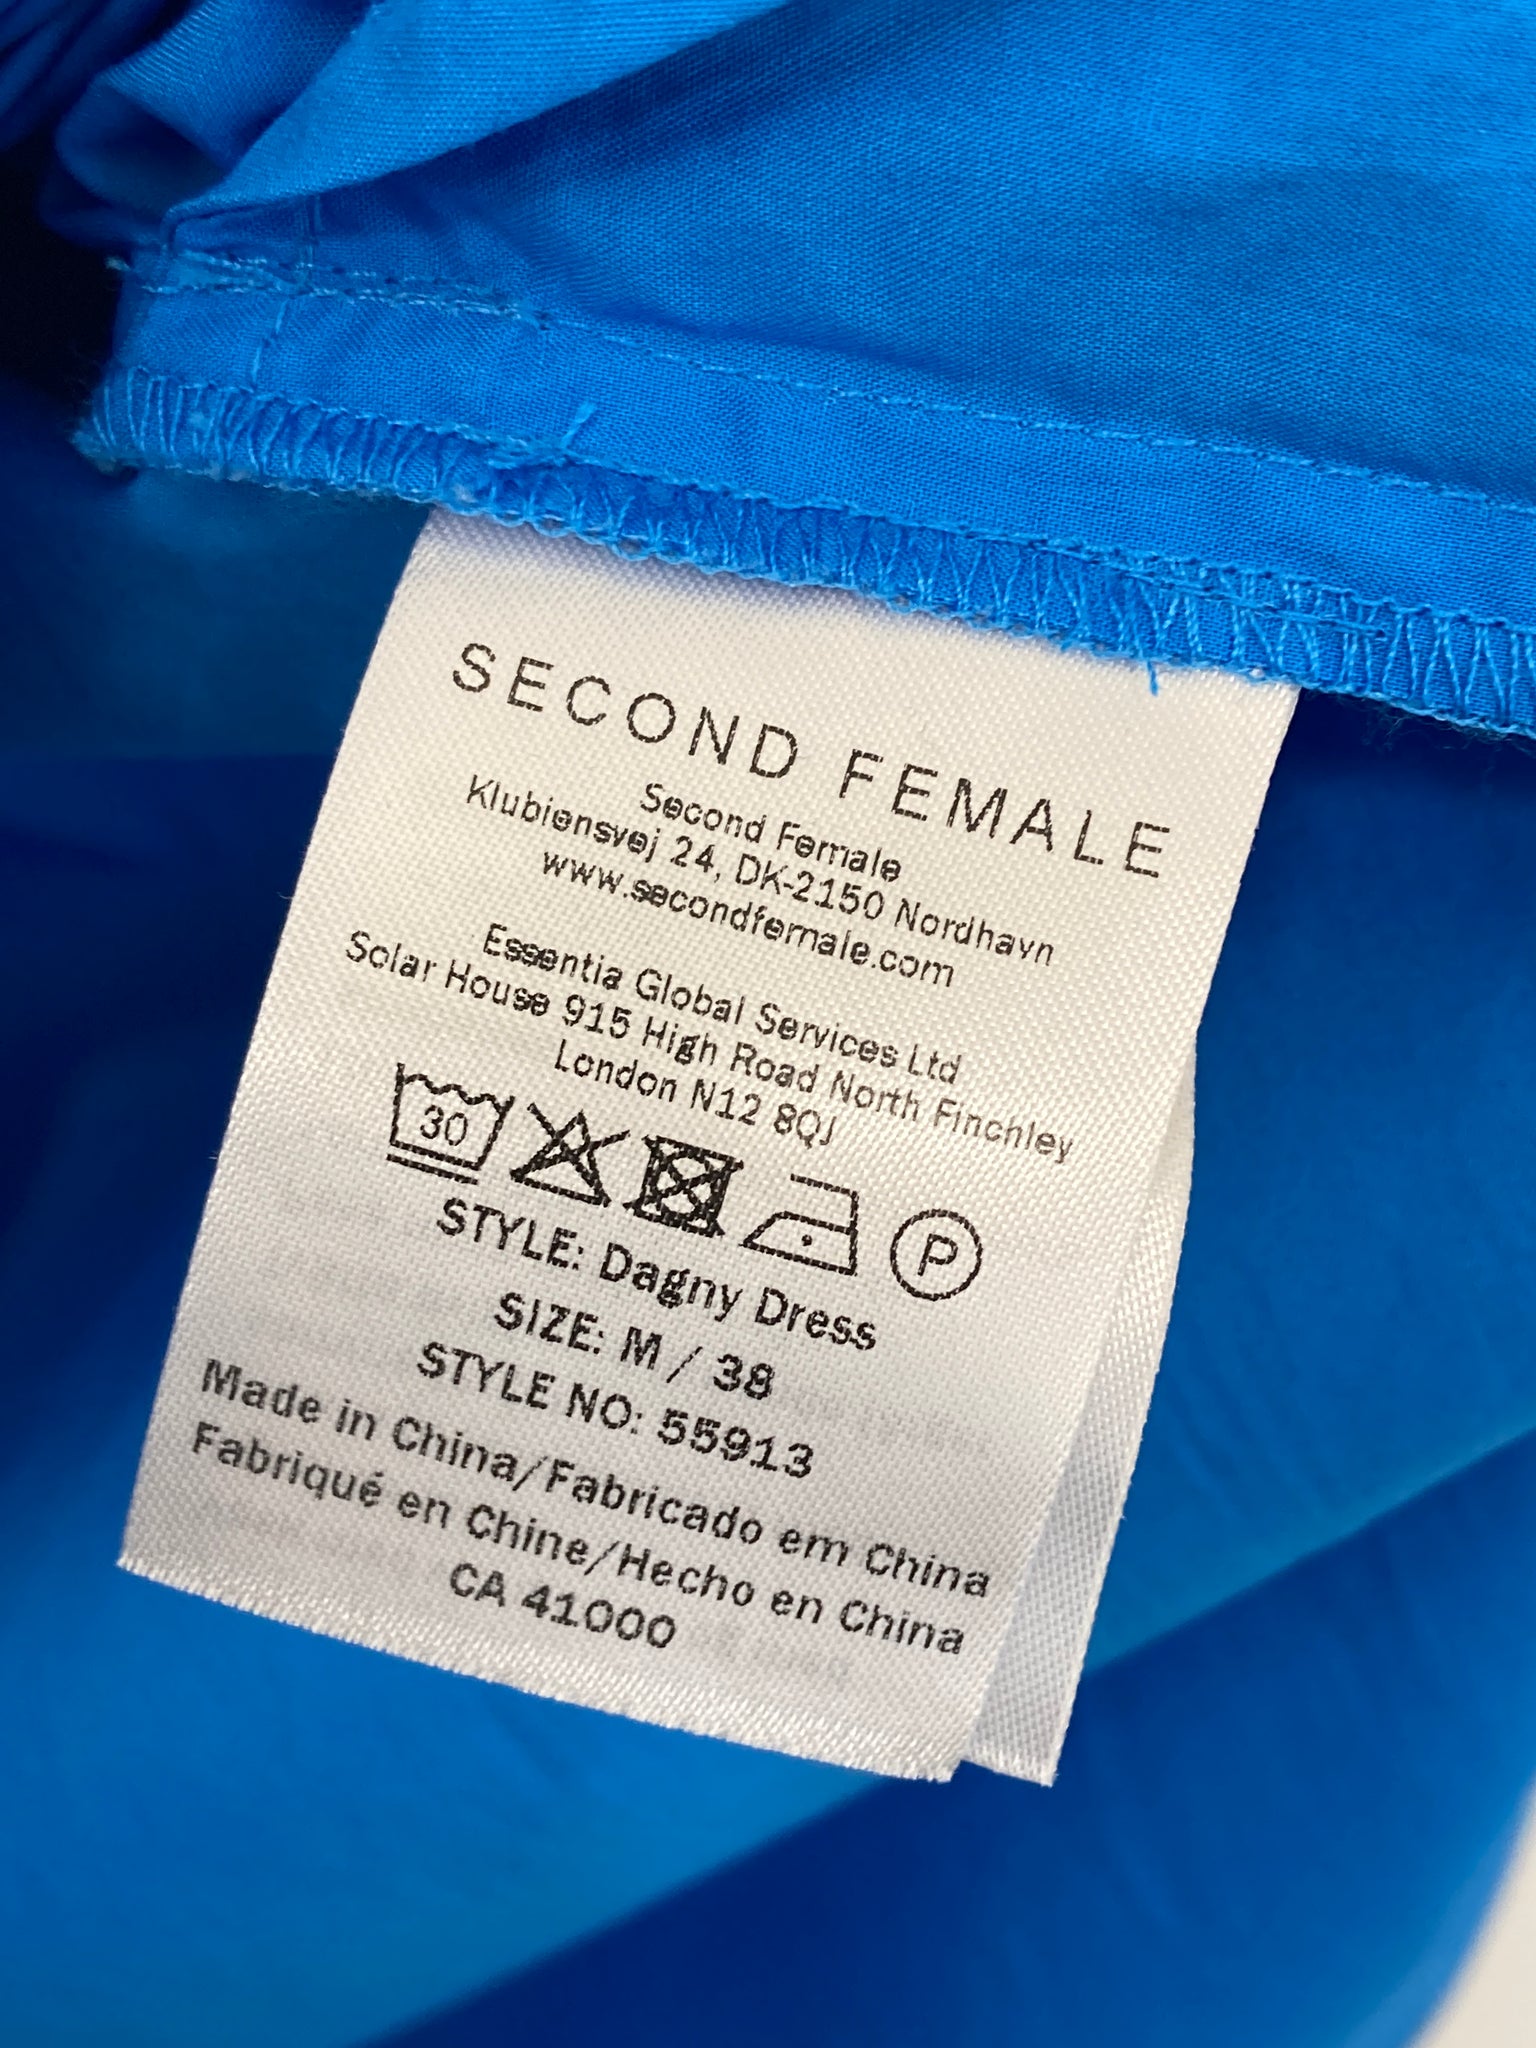 SECOND FEMALE
Second Female
Klubiensvej 24, DK-2150 Nordhavn
www.secondfemale.com
Essentia Global Services Ltd
Solar House 915 High Road North Finchley
London N12 8QJ
30
P
STYLE: Dagny Dress
SIZE: M / 38
STYLE NO: 55913
Made in China/Fabricado em China
Fabriqué en Chine/Hecho en China
CA 41000